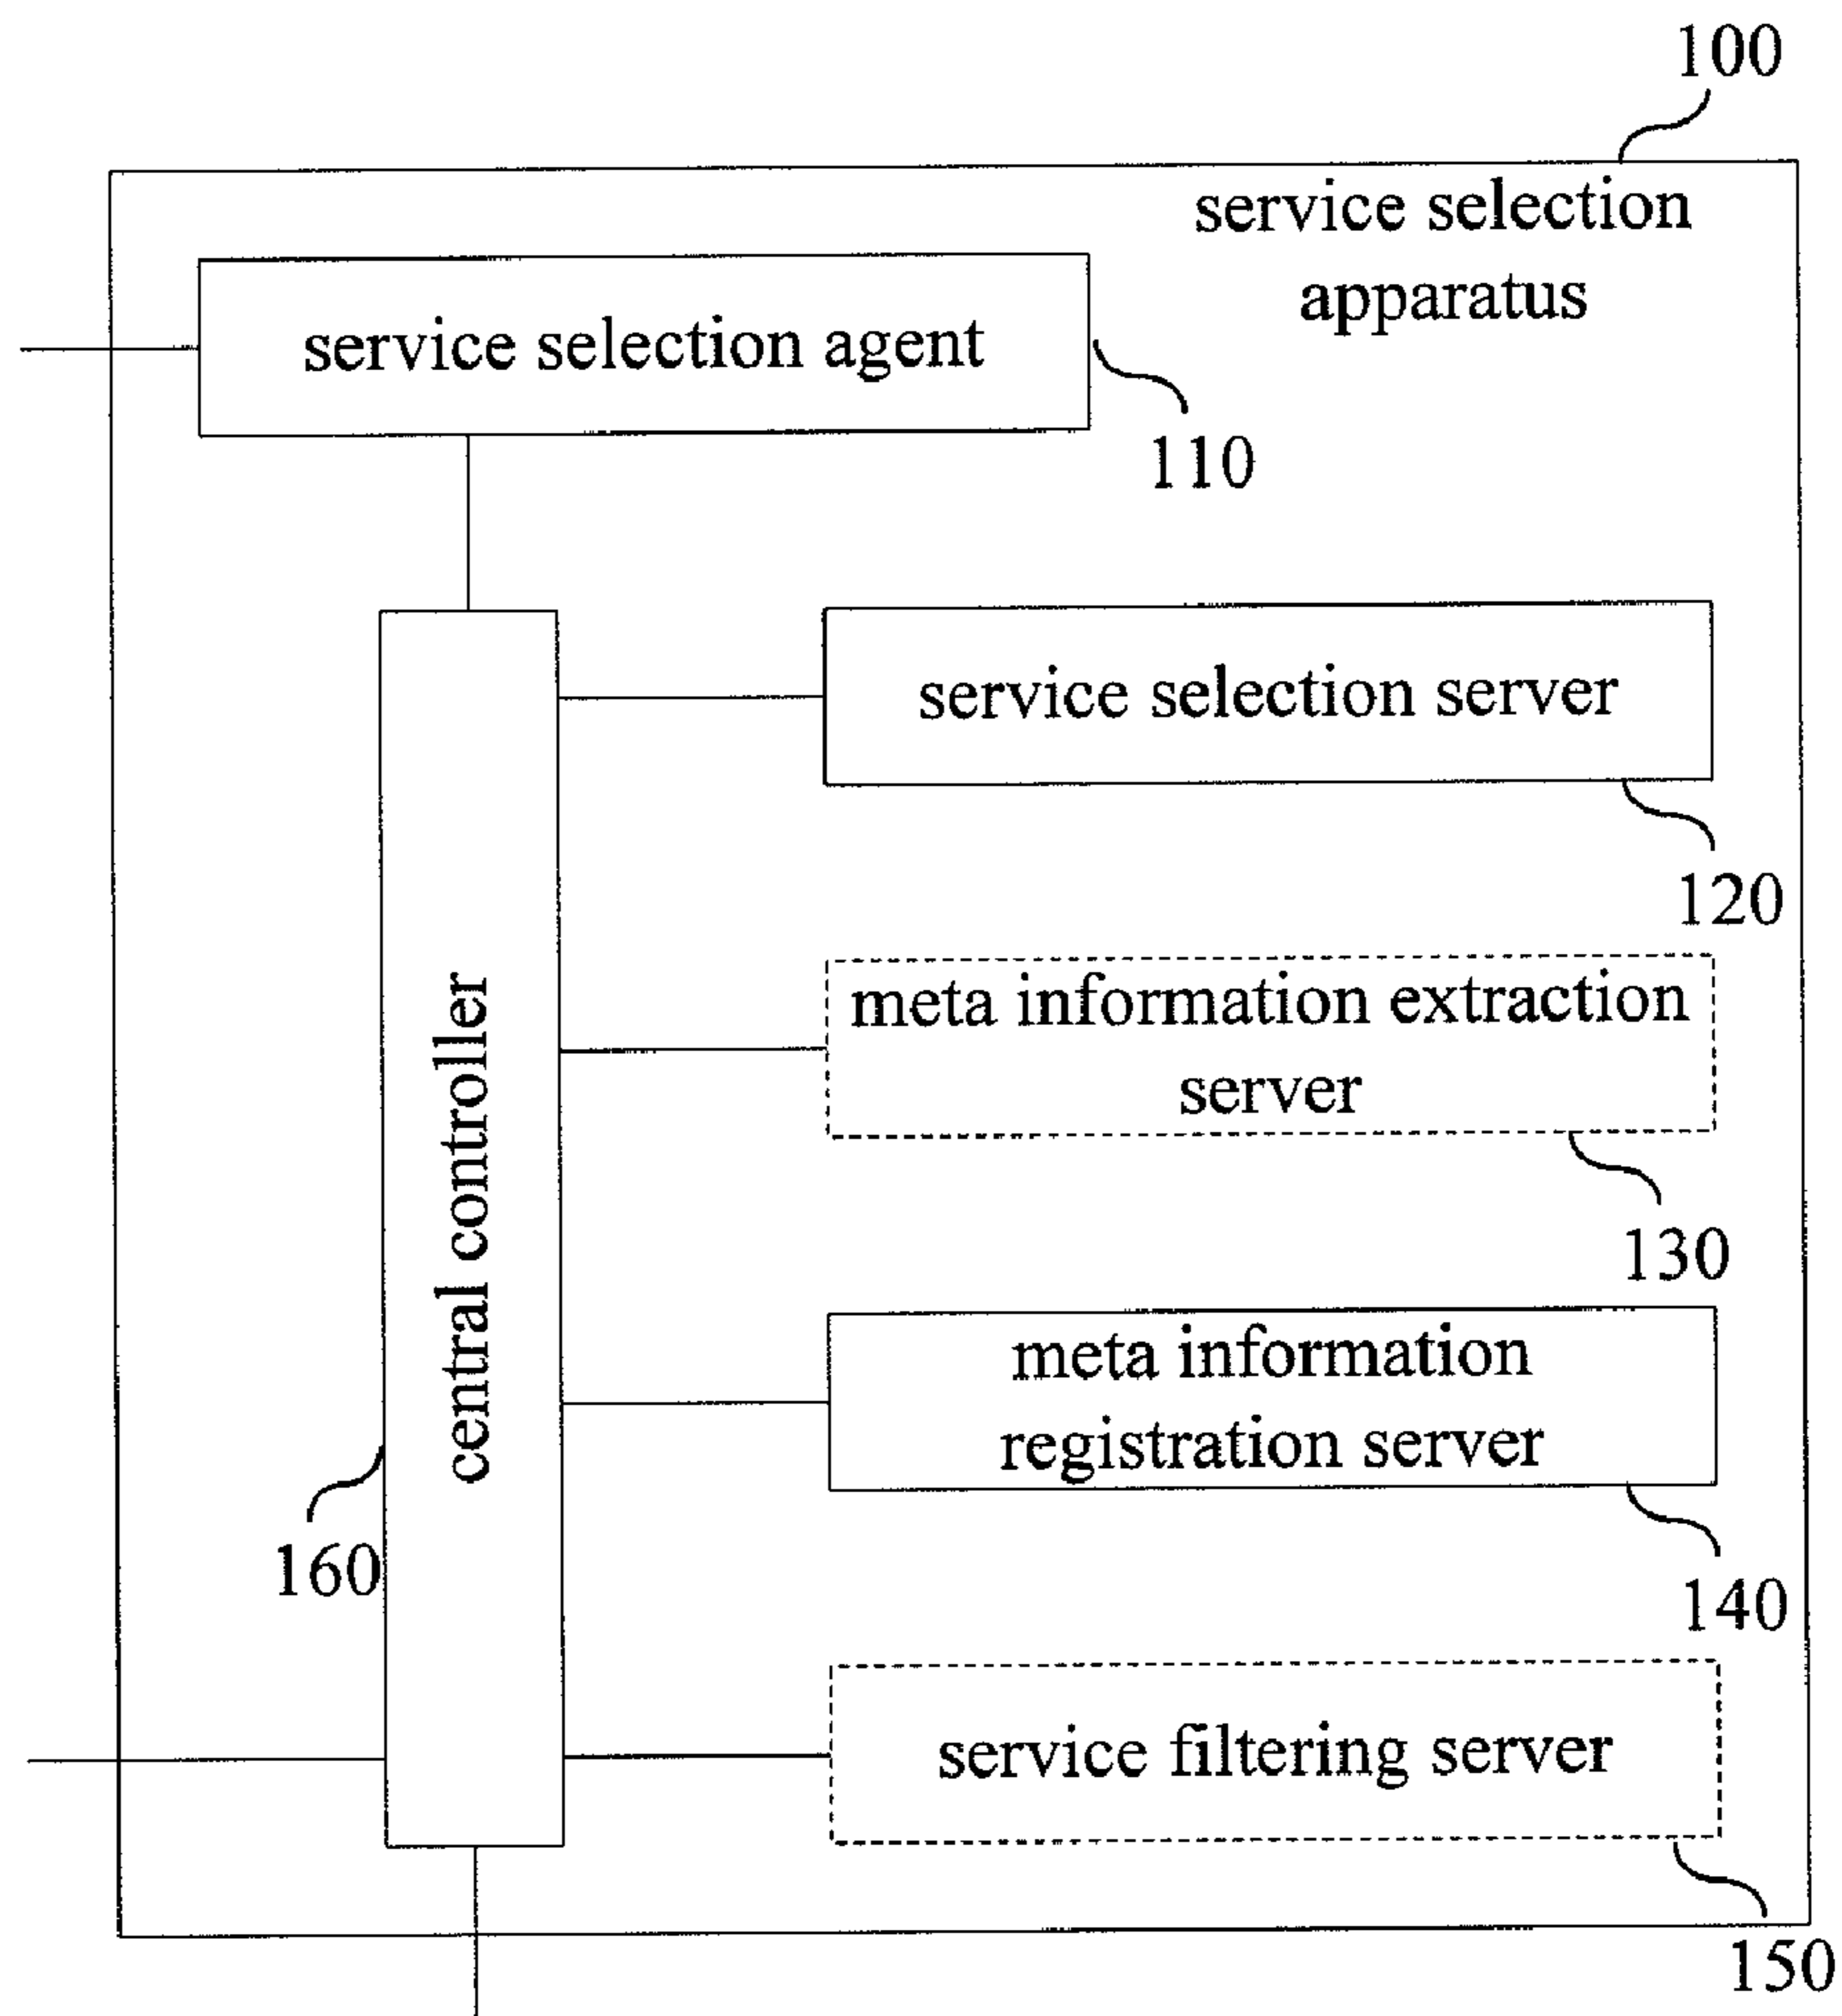 100
service selection
apparatus
service selection agent
110
service selection server
120
meta information extraction
server
130
central controller
meta information
registration server
160
140
service filtering server
150